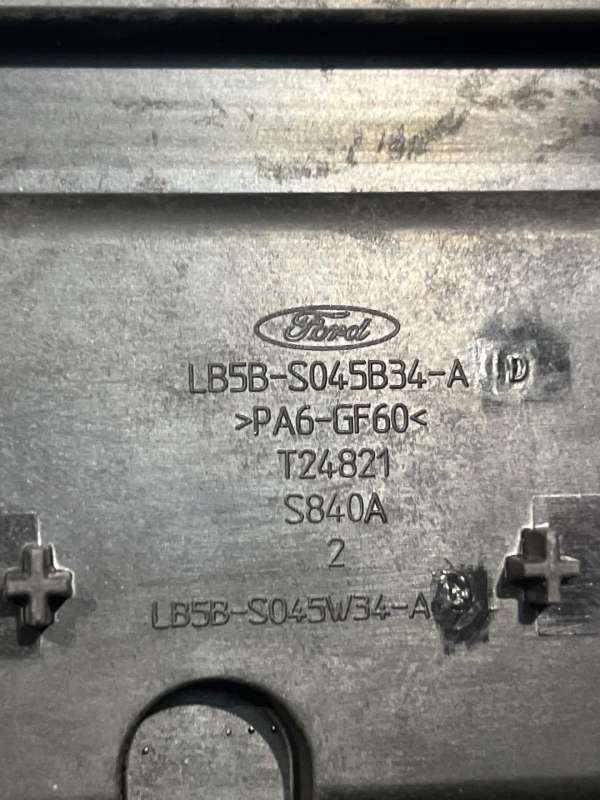 Ford
LB5B-S045B34-A D
>PA6-GF60<
T24821
S840A
2
LB5B-S045W34-A